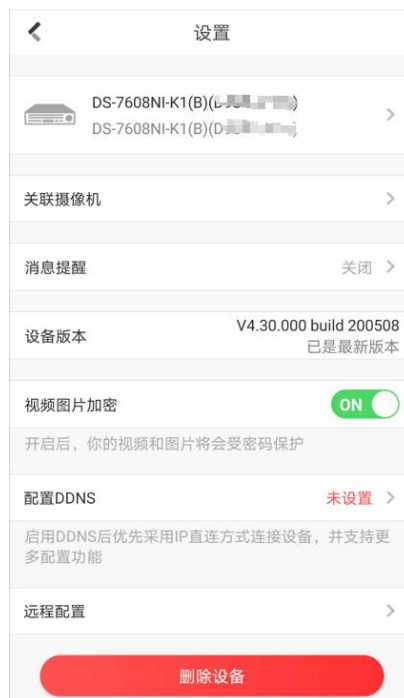 设置
DS-7608NI-K1(B)(
DS-7608NI-K1(B)(
关联摄像机
消息提醒 关闭
设备版本 V4.30.000 build 200508
已是最新版本
视频图片加密 ON
开启后，你的视频和图片将会受密码保护
配置DDNS 未设置
启用DDNS后优先采用IP直连方式连接设备，并支持更
多配置功能
远程配置
删除设备